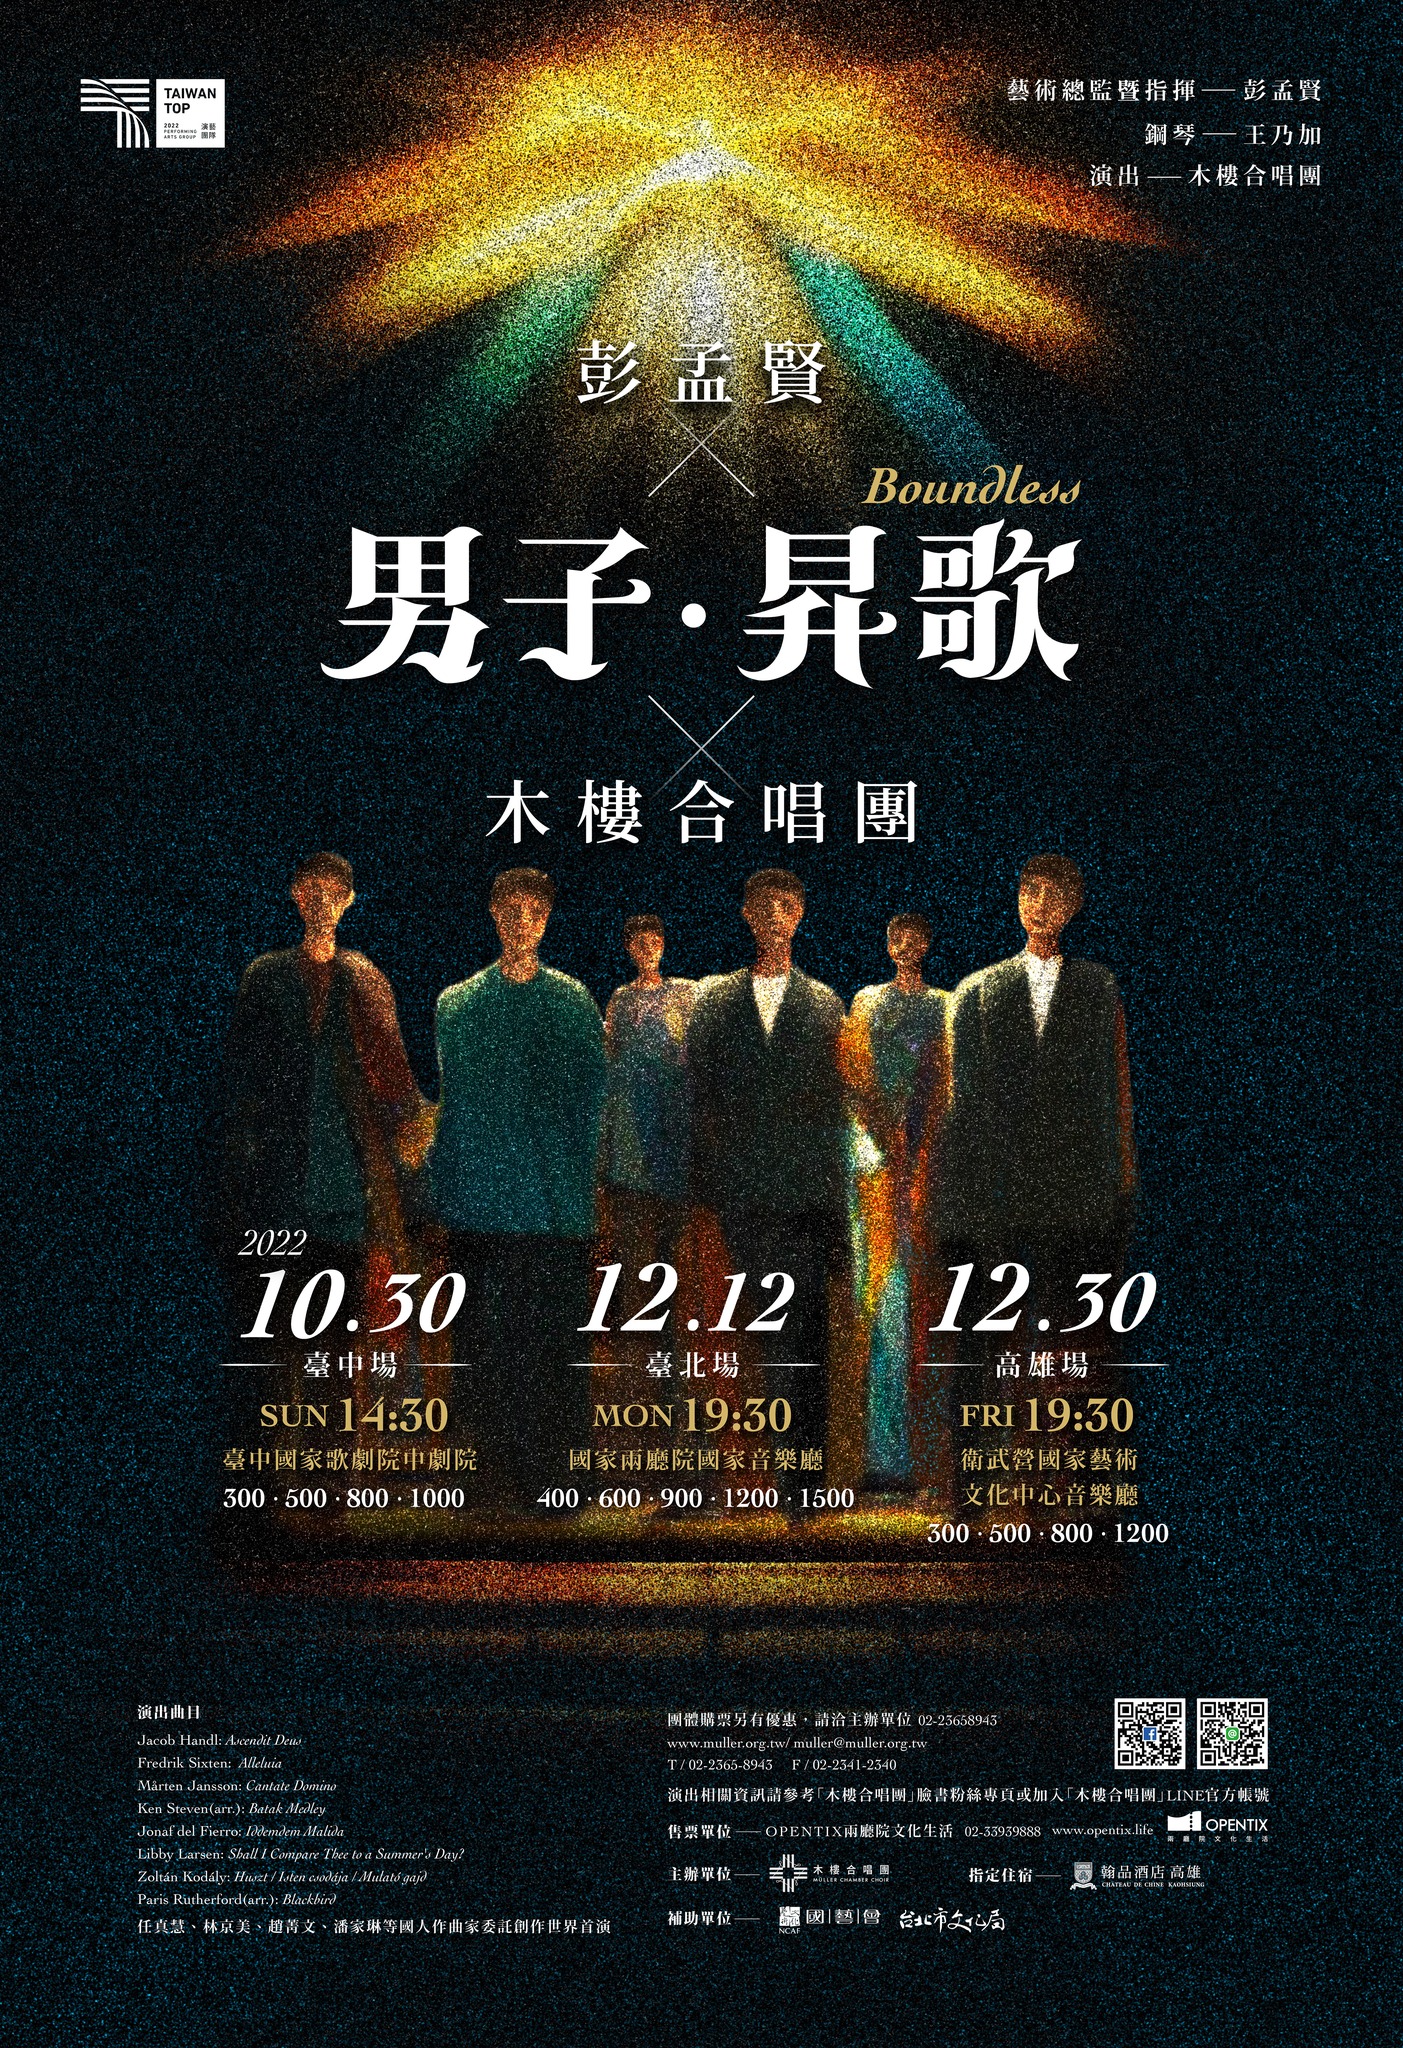 TAIWAN
TOP
2022
PERFORMING
ARTS GROUP
演藝
團隊
藝術總監暨指揮—彭孟賢
鋼琴—王乃加
演出—木樓合唱團
彭孟賢
Boundless
男子·昇歌
木樓合唱團
2022
10.30
臺中場
SUN 14:30
臺中國家歌劇院中劇院
300·500·800·1000
12.12
臺北場
MON 19:30
國家兩廳院國家音樂廳
400·600·900·1200·1500
12.30
高雄場
FRI 19:30
衛武營國家藝術
文化中心音樂廳
300·500·800·1200
演出曲目
Jacob Handl: Ascendit Deus
Fredrik Sixten: Alleluia
Mårten Jansson: Cantate Domino
Ken Steven(arr.): Batak Medley
Jonaf del Fierro: Iddemdem Malida
Libby Larsen: Shall I Compare Thee to a Summer's Day?
Zoltán Kodály: Huszt / Isten csodája / Mulató gajd
Paris Rutherford(arr.): Blackbird
任真慧、林京美、趙菁文、潘家琳等國人作曲家委託創作世界首演
團體購票另有優惠，請洽主辦單位 02-23658943
www.muller.org.tw/ muller@muller.org.tw
T / 02-2365-8943 F / 02-2341-2340
演出相關資訊請參考「木樓合唱團」臉書粉絲專頁或加入「木樓合唱團」LINE官方帳號
售票單位—OPENTIX兩廳院文化生活 02-33939888 www.opentix.life
OPENTIX
兩廳院文化生活
主辦單位—
木樓合唱團
MÜLLER CHAMBER CHOIR
指定住宿—
翰品酒店 高雄
CHATEAU DE CHINE KAOHSIUNG
補助單位—
NCAF
國|藝|會
台北市文化局